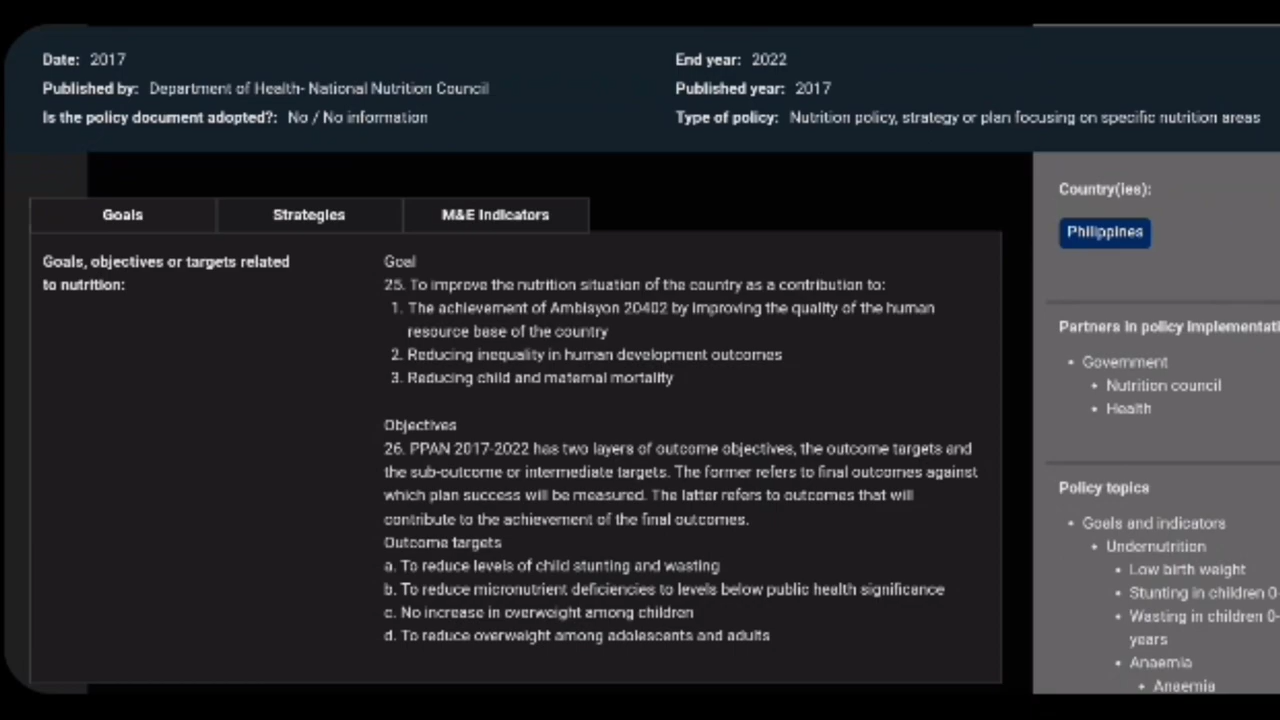 Date: 2017
End year: 2022
Published by: Department of Health- National Nutrition Council
Published year: 2017
Is the policy document adopted?: No / No information
Type of policy: Nutrition policy, strategy or plan focusing on specific nutrition areas
Goals
Strategies
M&E Indicators
Goals, objectives or targets related
to nutrition:
Goal
25. To improve the nutrition situation of the country as a contribution to:
1. The achievement of Ambisyon 20402 by improving the quality of the human
resource base of the country
2. Reducing inequality in human development outcomes
3. Reducing child and maternal mortality
Objectives
26. PPAN 2017-2022 has two layers of outcome objectives, the outcome targets and
the sub-outcome or intermediate targets. The former refers to final outcomes against
which plan success will be measured. The latter refers to outcomes that will
contribute to the achievement of the final outcomes.
Outcome targets
a. To reduce levels of child stunting and wasting
b. To reduce micronutrient deficiencies to levels below public health significance
c. No increase in overweight among children
d. To reduce overweight among adolescents and adults
Country(ies):
Philippines
Partners in policy implementati
• Government
• Nutrition council
• Health
Policy topics
• Goals and indicators
• Undernutrition
• Low birth weight
• Stunting in children 0-
• Wasting in children 0-
years
• Anaemia
• Anaemia